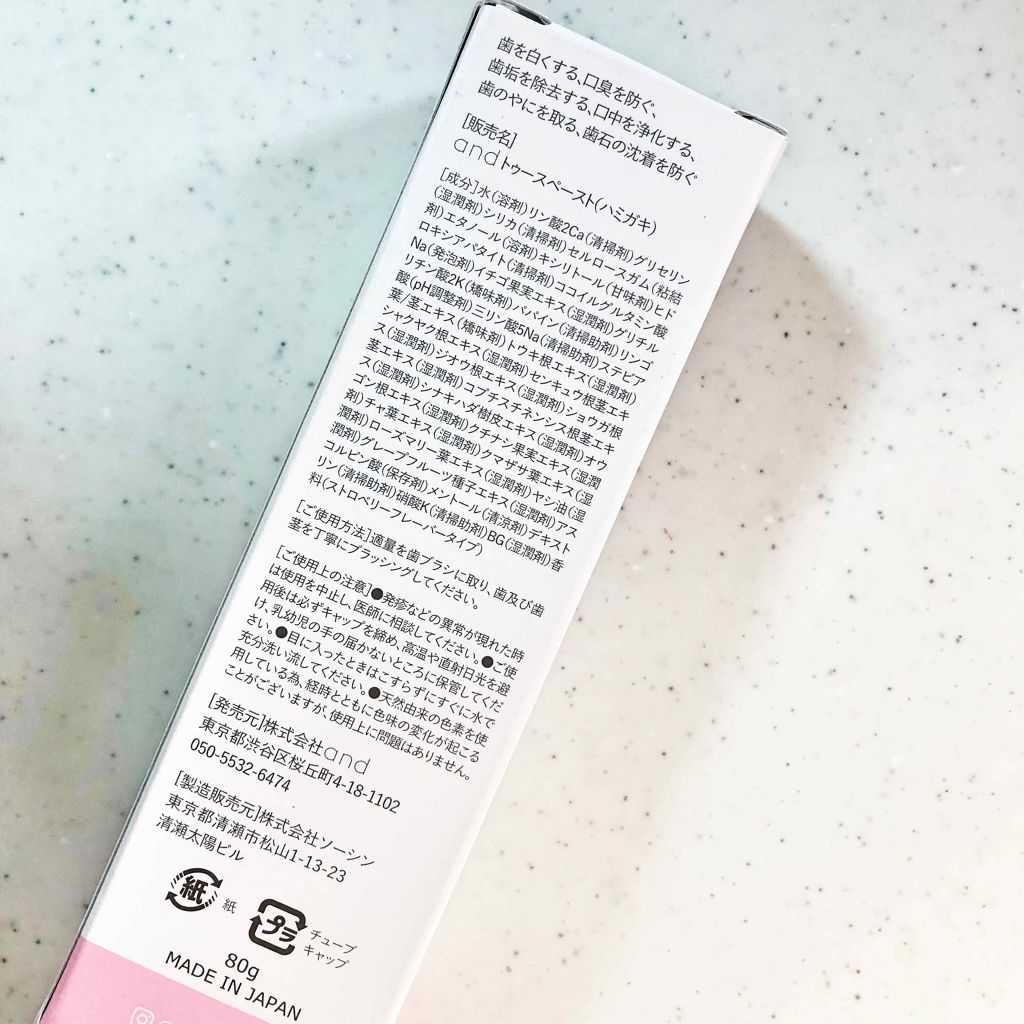 歯を白くする、口臭を防ぐ、
歯垢を除去する、口中を浄化する、
歯のやにを取る、歯石の沈着を防ぐ
[販売名]
andトゥースペースト(ハミガキ)
[成分]水(溶剤)リン酸2Ca(清掃剤)グリセリン
(湿潤剤)シリカ(清掃剤)セルロースガム(粘結
剤)エタノール(溶剤)キシリトール(甘味剤)ヒド
ロキシアパタイト(清掃剤)ココイルグルタミン酸
Na(発泡剤)イチゴ果実エキス(湿潤剤)グリチル
リチン酸2K(矯味剤)パパイン(清掃助剤)リンゴ
酸(pH調整剤)三リン酸5Na(清掃助剤)ステビア
葉/茎エキス(矯味剤)トウキ根エキス(湿潤剤)
シャクヤク根エキス(湿潤剤)センキュウ根茎エキ
ス(湿潤剤)ジオウ根エキス(湿潤剤)ショウガ根
茎エキス(湿潤剤)コプチスチネンシス根茎エキ
ス(湿潤剤)シナキハダ樹皮エキス(湿潤剤)オウ
ゴン根エキス(湿潤剤)クチナシ果実エキス(湿潤
剤)チャ葉エキス(湿潤剤)クマザサ葉エキス(湿
潤剤)ローズマリー葉エキス(湿潤剤)ヤシ油(湿
潤剤)グレープフルーツ種子エキス(湿潤剤)アス
コルビン酸(保存剤)メントール(清涼剤)デキスト
リン(清掃助剤)硝酸K(清掃助剤)BG(湿潤剤)香
料(ストロベリーフレーバータイプ)
[ご使用方法]適量を歯ブラシに取り、歯及び歯
茎を丁寧にブラッシングしてください。
[ご使用上の注意]●発疹などの異常が現れた時
は使用を中止し、医師に相談してください。●ご使
用後は必ずキャップを締め、高温や直射日光を避
け、乳幼児の手の届かないところに保管してくだ
さい。●目に入ったときはこすらずにすぐに水で
充分洗い流してください。●天然由来の色素を使
用している為、経時とともに色味の変化が起こる
ことがございますが、使用上に問題はありません。
[発売元]株式会社and
東京都渋谷区桜丘町4-18-1102
050-5532-6474
[製造販売元]株式会社ソーシン
東京都清瀬市松山1-13-23
清瀬太陽ビル
紙 紙
プラ チューブ
キャップ
80g
MADE IN JAPAN